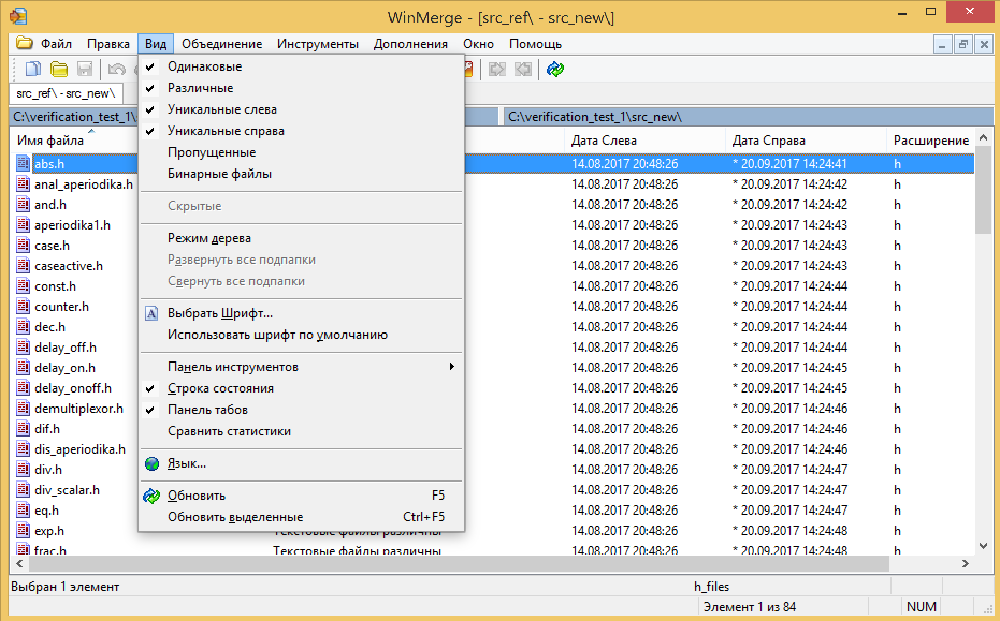 WinMerge - [src_ref\ - src_new\]
Файл Правка Вид Объединение Инструменты Дополнения Окно Помощь
src_ref\ - src_new\
C:\verification_test_1\ C:\verification_test_1\src_new\
Имя файла Дата Слева Дата Справа Расширение
Одинаковые
Различные
Уникальные слева
Уникальные справа
Пропущенные
Бинарные файлы
Скрытые
Режим дерева
Развернуть все подпапки
Свернуть все подпапки
Выбрать Шрифт...
Использовать шрифт по умолчанию
Панель инструментов
Строка состояния
Панель табов
Сравнить статистики
Язык...
Обновить F5
Обновить выделенные Ctrl+F5
abs.h 14.08.2017 20:48:26 * 20.09.2017 14:24:41 h
anal_aperiodika.h 14.08.2017 20:48:26 * 20.09.2017 14:24:42 h
and.h 14.08.2017 20:48:26 * 20.09.2017 14:24:42 h
aperiodika1.h 14.08.2017 20:48:26 * 20.09.2017 14:24:43 h
case.h 14.08.2017 20:48:26 * 20.09.2017 14:24:43 h
caseactive.h 14.08.2017 20:48:26 * 20.09.2017 14:24:43 h
const.h 14.08.2017 20:48:26 * 20.09.2017 14:24:44 h
counter.h 14.08.2017 20:48:26 * 20.09.2017 14:24:44 h
dec.h 14.08.2017 20:48:26 * 20.09.2017 14:24:44 h
delay_off.h 14.08.2017 20:48:26 * 20.09.2017 14:24:44 h
delay_on.h 14.08.2017 20:48:26 * 20.09.2017 14:24:45 h
delay_onoff.h 14.08.2017 20:48:26 * 20.09.2017 14:24:45 h
demultiplexor.h 14.08.2017 20:48:26 * 20.09.2017 14:24:46 h
dif.h 14.08.2017 20:48:26 * 20.09.2017 14:24:46 h
dis_aperiodika.h 14.08.2017 20:48:26 * 20.09.2017 14:24:46 h
div.h 14.08.2017 20:48:26 * 20.09.2017 14:24:47 h
div_scalar.h 14.08.2017 20:48:26 * 20.09.2017 14:24:47 h
eq.h 14.08.2017 20:48:26 * 20.09.2017 14:24:47 h
exp.h Текстовые файлы различны 14.08.2017 20:48:26 * 20.09.2017 14:24:48 h
frac.h Текстовые файлы различны 14.08.2017 20:48:26 * 20.09.2017 14:24:48 h
Выбран 1 элемент h_files
Элемент 1 из 84 NUM